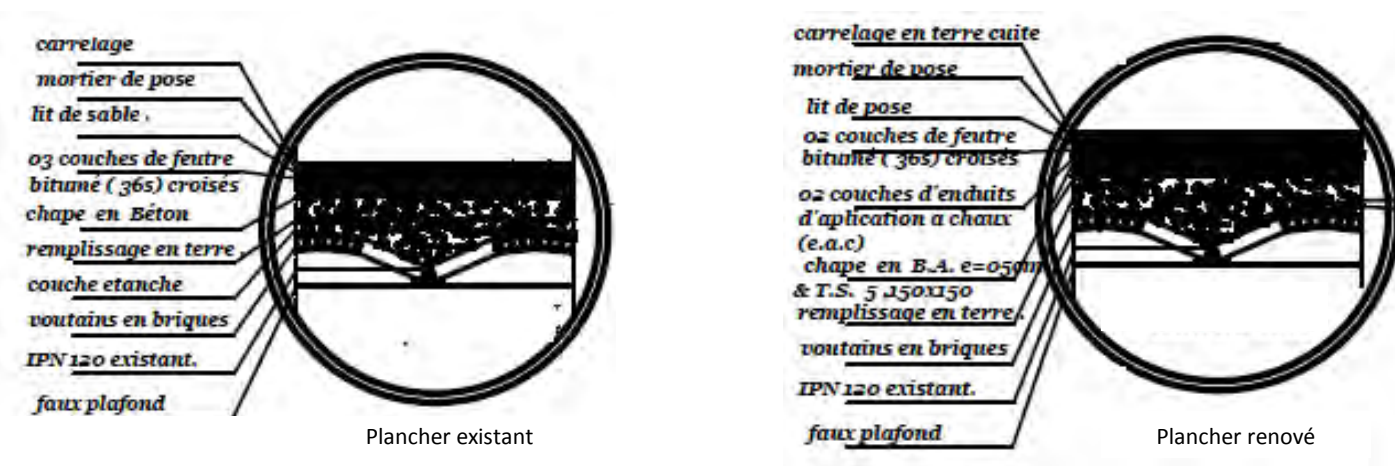 carrelage
mortier de pose
lit de sable .
03 couches de feutre
bitumé ( 36s) croisés
chape en Béton
remplissage en terre .
couche etanche
voutains en briques
IPN 120 existant.
faux plafond
Plancher existant
carrelage en terre cuite
mortier de pose
lit de pose
02 couches de feutre
bitumé ( 36s) croisés
02 couches d'enduits
d'aplication a chaux
(e.a.c)
chape en B.A. e=05cm
& T.S. 5 .150x150
remplissage en terre .
voutains en briques
IPN 120 existant.
faux plafond
Plancher renové